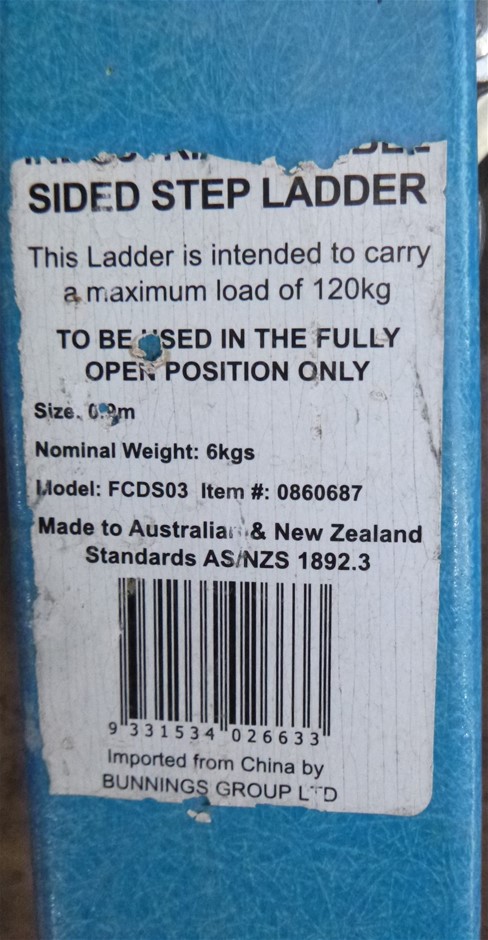 SIDED STEP LADDER
This Ladder is intended to carry
a maximum load of 120kg
TO BE USED IN THE FULLY
OPEN POSITION ONLY
Size. 0.9m
Nominal Weight: 6kgs
Model: FCDS03 Item #: 0860687
Made to Australian & New Zealand
Standards AS/NZS 1892.3
9 331534 026633
Imported from China by
BUNNINGS GROUP LTD